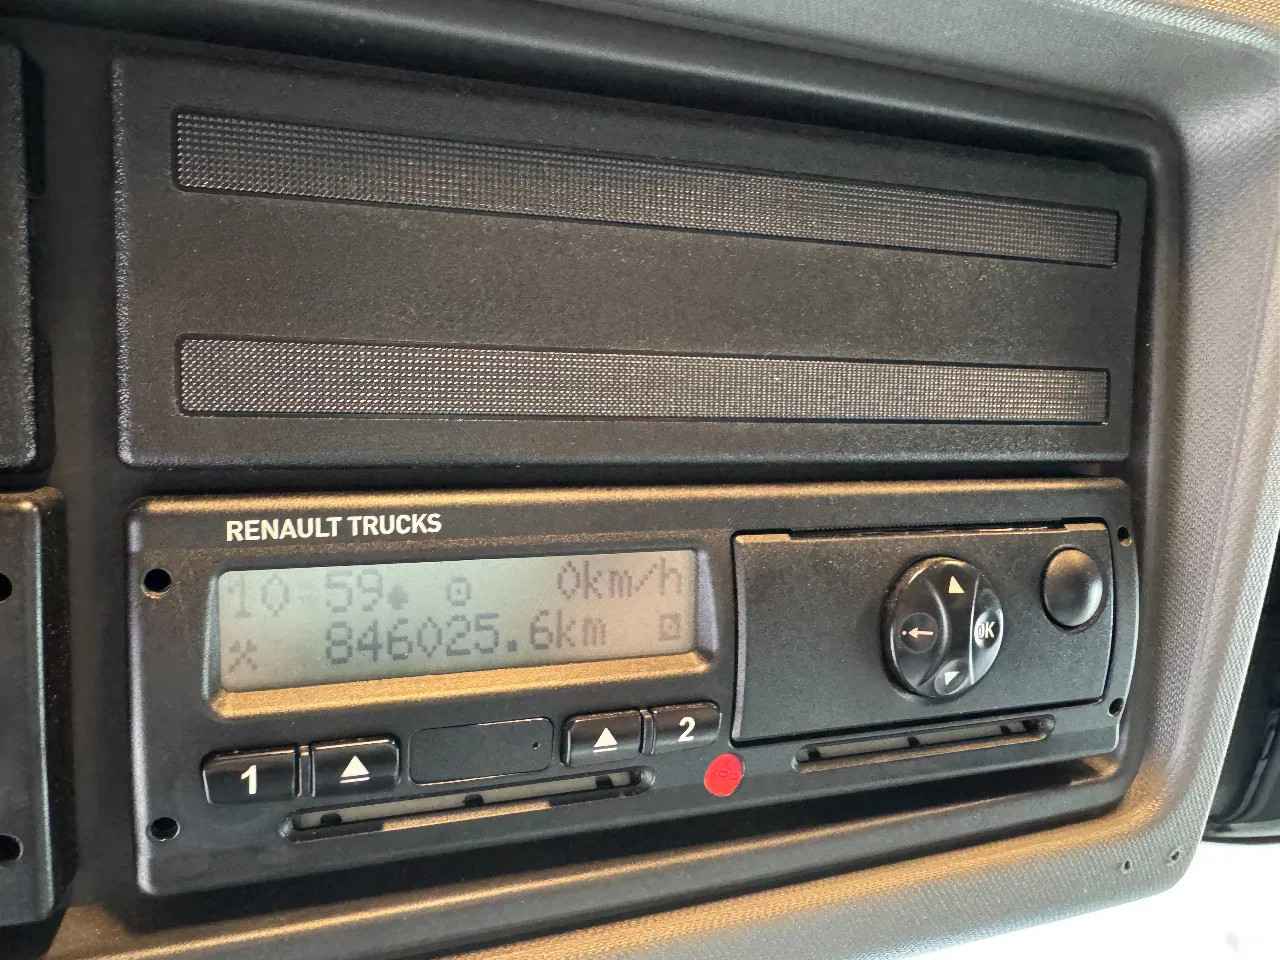 RENAULT TRUCKS
10:59 0km/h
846025.6km
1
2
OK